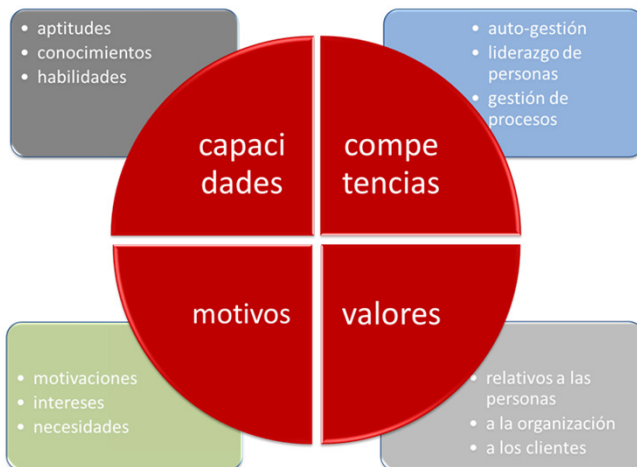 • aptitudes
• conocimientos
• habilidades
• auto-gestión
• liderazgo de
personas
• gestión de
procesos
capaci
dades
compe
tencias
motivos
valores
• motivaciones
• intereses
• necesidades
• relativos a las
personas
• a la organización
• a los clientes